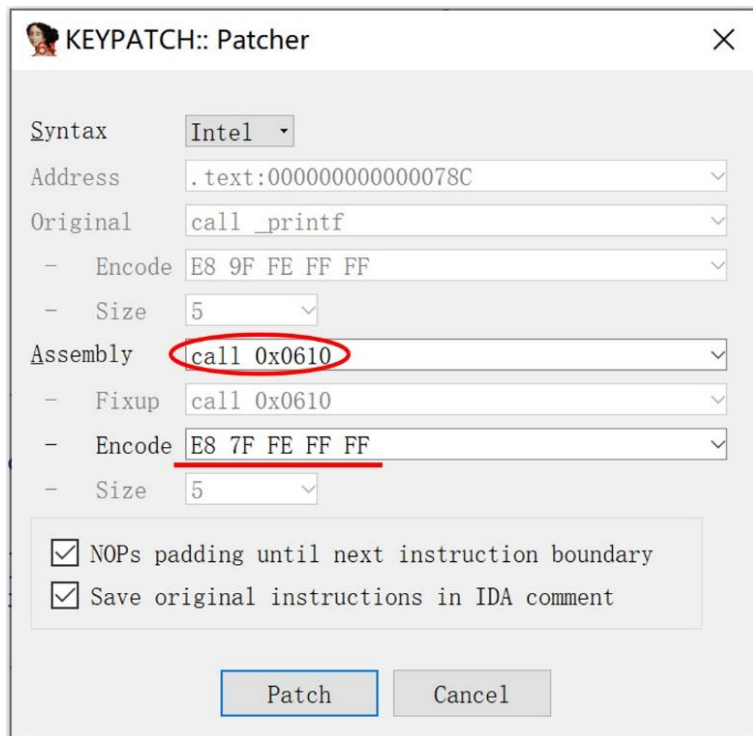 KEYPATCH:: Patcher
Syntax Intel
Address .text:000000000000078C
Original call _printf
- Encode E8 9F FE FF FF
- Size 5
Assembly call 0x0610
- Fixup call 0x0610
- Encode E8 7F FE FF FF
- Size 5
NOPs padding until next instruction boundary
Save original instructions in IDA comment
Patch Cancel